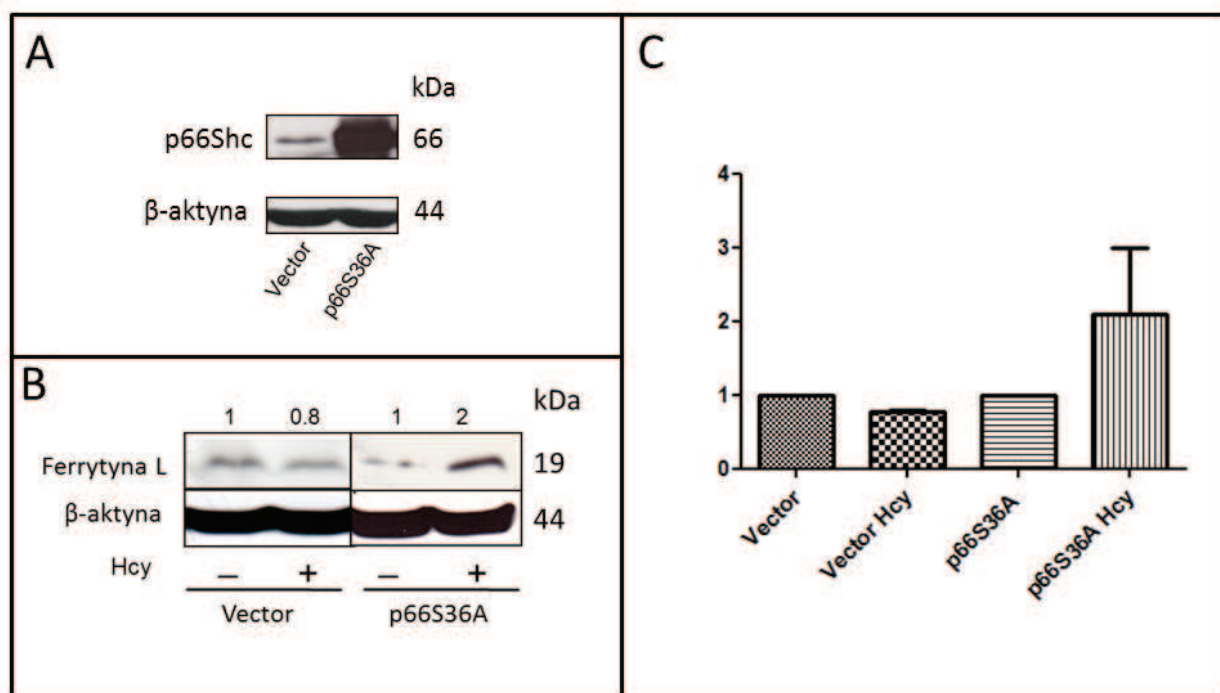 A
kDa
p66Shc 66
β-aktyna 44
Vector p66S36A
B
1 0.8 1 2 kDa
Ferrytyna L 19
β-aktyna 44
Hcy – + – +
Vector p66S36A
C
4
3
2
1
0
Vector Vector Hcy p66S36A p66S36A Hcy